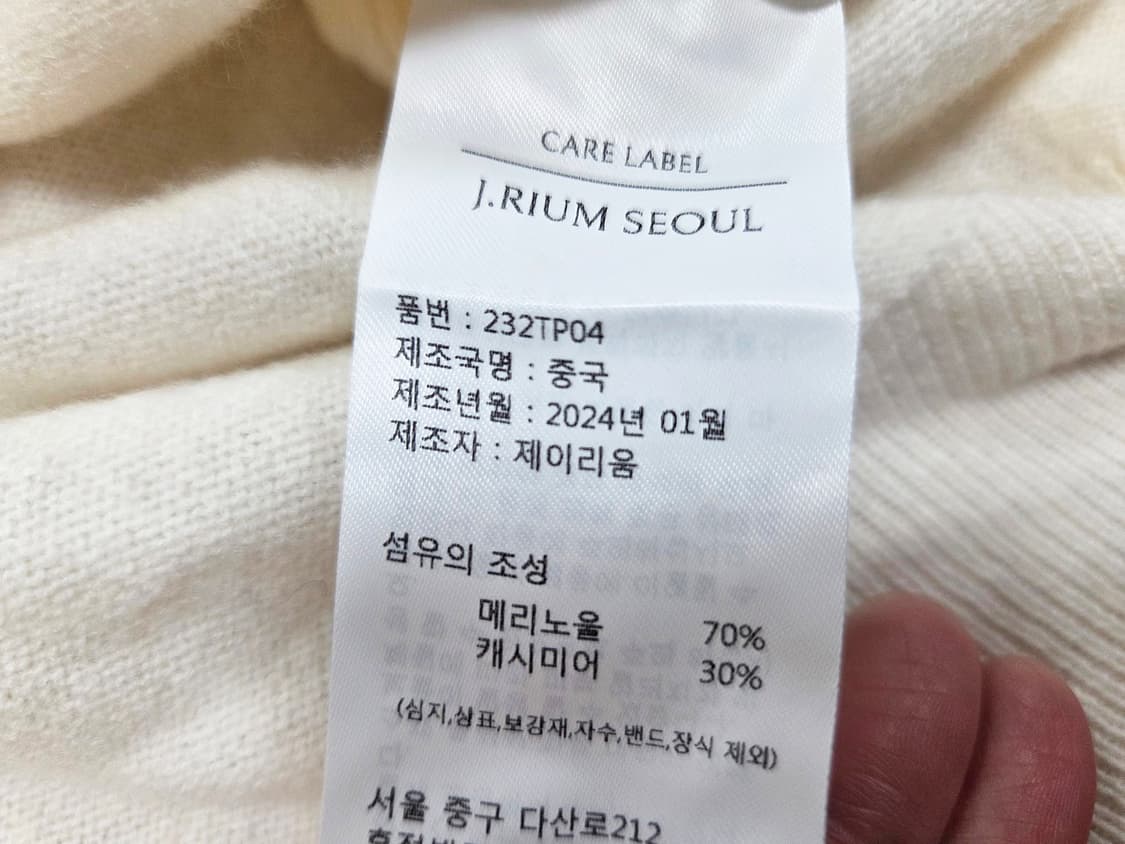 CARE LABEL
J.RIUM SEOUL
품번 : 232TP04
제조국명 : 중국
제조년월 : 2024년 01월
제조자 : 제이리움
섬유의 조성
메리노울 70%
캐시미어 30%
(심지,상표,보강재,자수,밴드,장식 제외)
서울 중구 다산로212